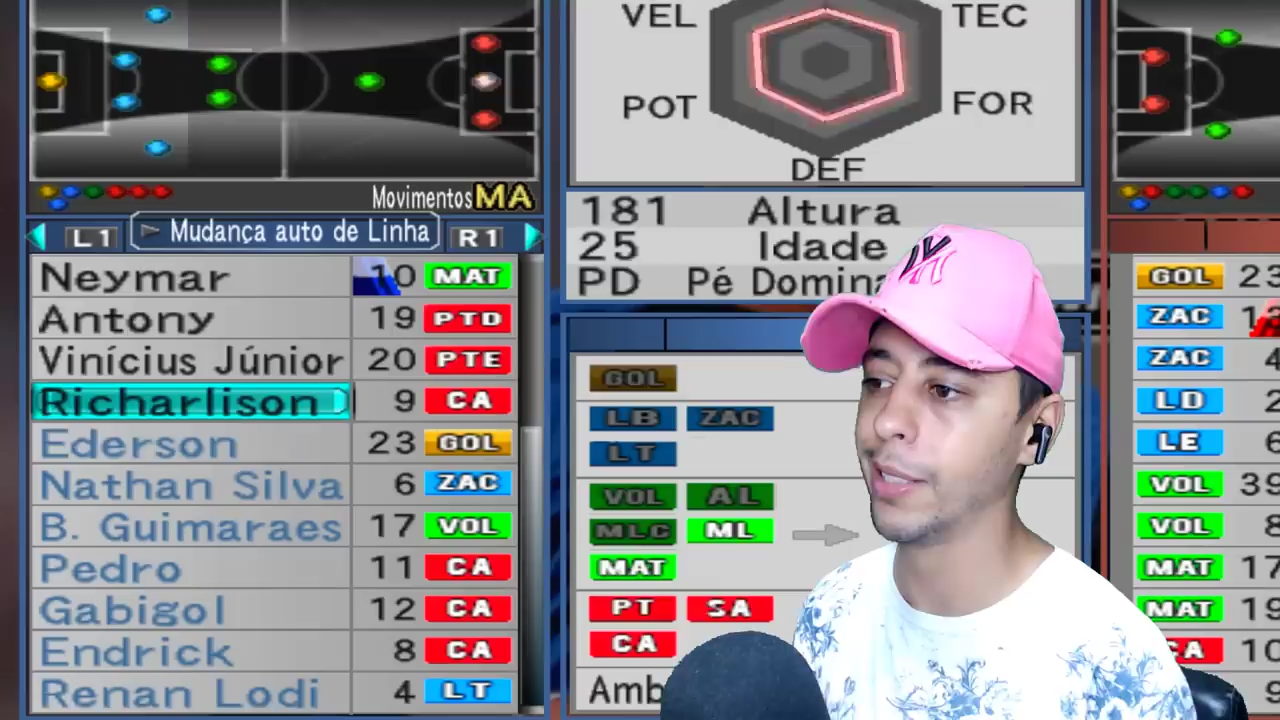 Movimentos MA
L1
Mudança auto de Linha
R1
Neymar 10 MAT
Antony 19 PTD
Vinícius Júnior 20 PTE
Richarlison 9 CA
Ederson 23 GOL
Nathan Silva 6 ZAC
B. Guimaraes 17 VOL
Pedro 11 CA
Gabigol 12 CA
Endrick 8 CA
Renan Lodi 4 LT
VEL TEC
POT FOR
DEF
181 Altura
25 Idade
PD Pé Domina
GOL
LB ZAC
LT
VOL AL
MLC ML
MAT
PT SA
CA
Amb
NY
GOL 23
ZAC
ZAC 4
LD 2
LE 6
VOL 39
VOL 8
MAT 17
MAT 19
CA 10
9